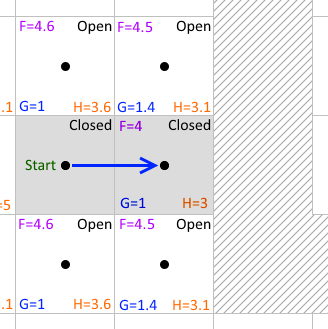 F=4.6 Open F=4.5 Open
.1 G=1 H=3.6 G=1.4 H=3.1
Closed F=4 Closed
Start
=5 G=1 H=3
F=4.6 Open F=4.5 Open
.1 G=1 H=3.6 G=1.4 H=3.1